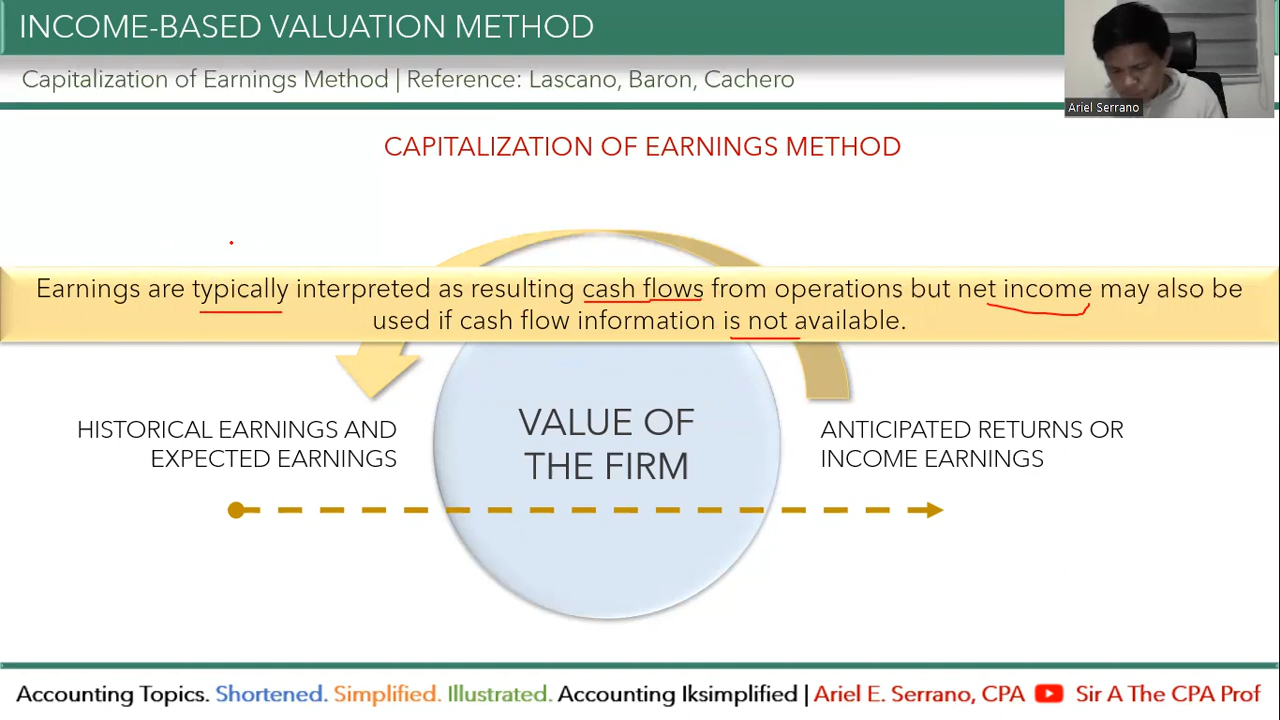 INCOME-BASED VALUATION METHOD
Capitalization of Earnings Method | Reference: Lascano, Baron, Cachero
Ariel Serrano
CAPITALIZATION OF EARNINGS METHOD
Earnings are typically interpreted as resulting cash flows from operations but net income may also be
used if cash flow information is not available.
HISTORICAL EARNINGS AND
EXPECTED EARNINGS
VALUE OF
THE FIRM
ANTICIPATED RETURNS OR
INCOME EARNINGS
Accounting Topics. Shortened. Simplified. Illustrated. Accounting Iksimplified | Ariel E. Serrano, CPA Sir A The CPA Prof